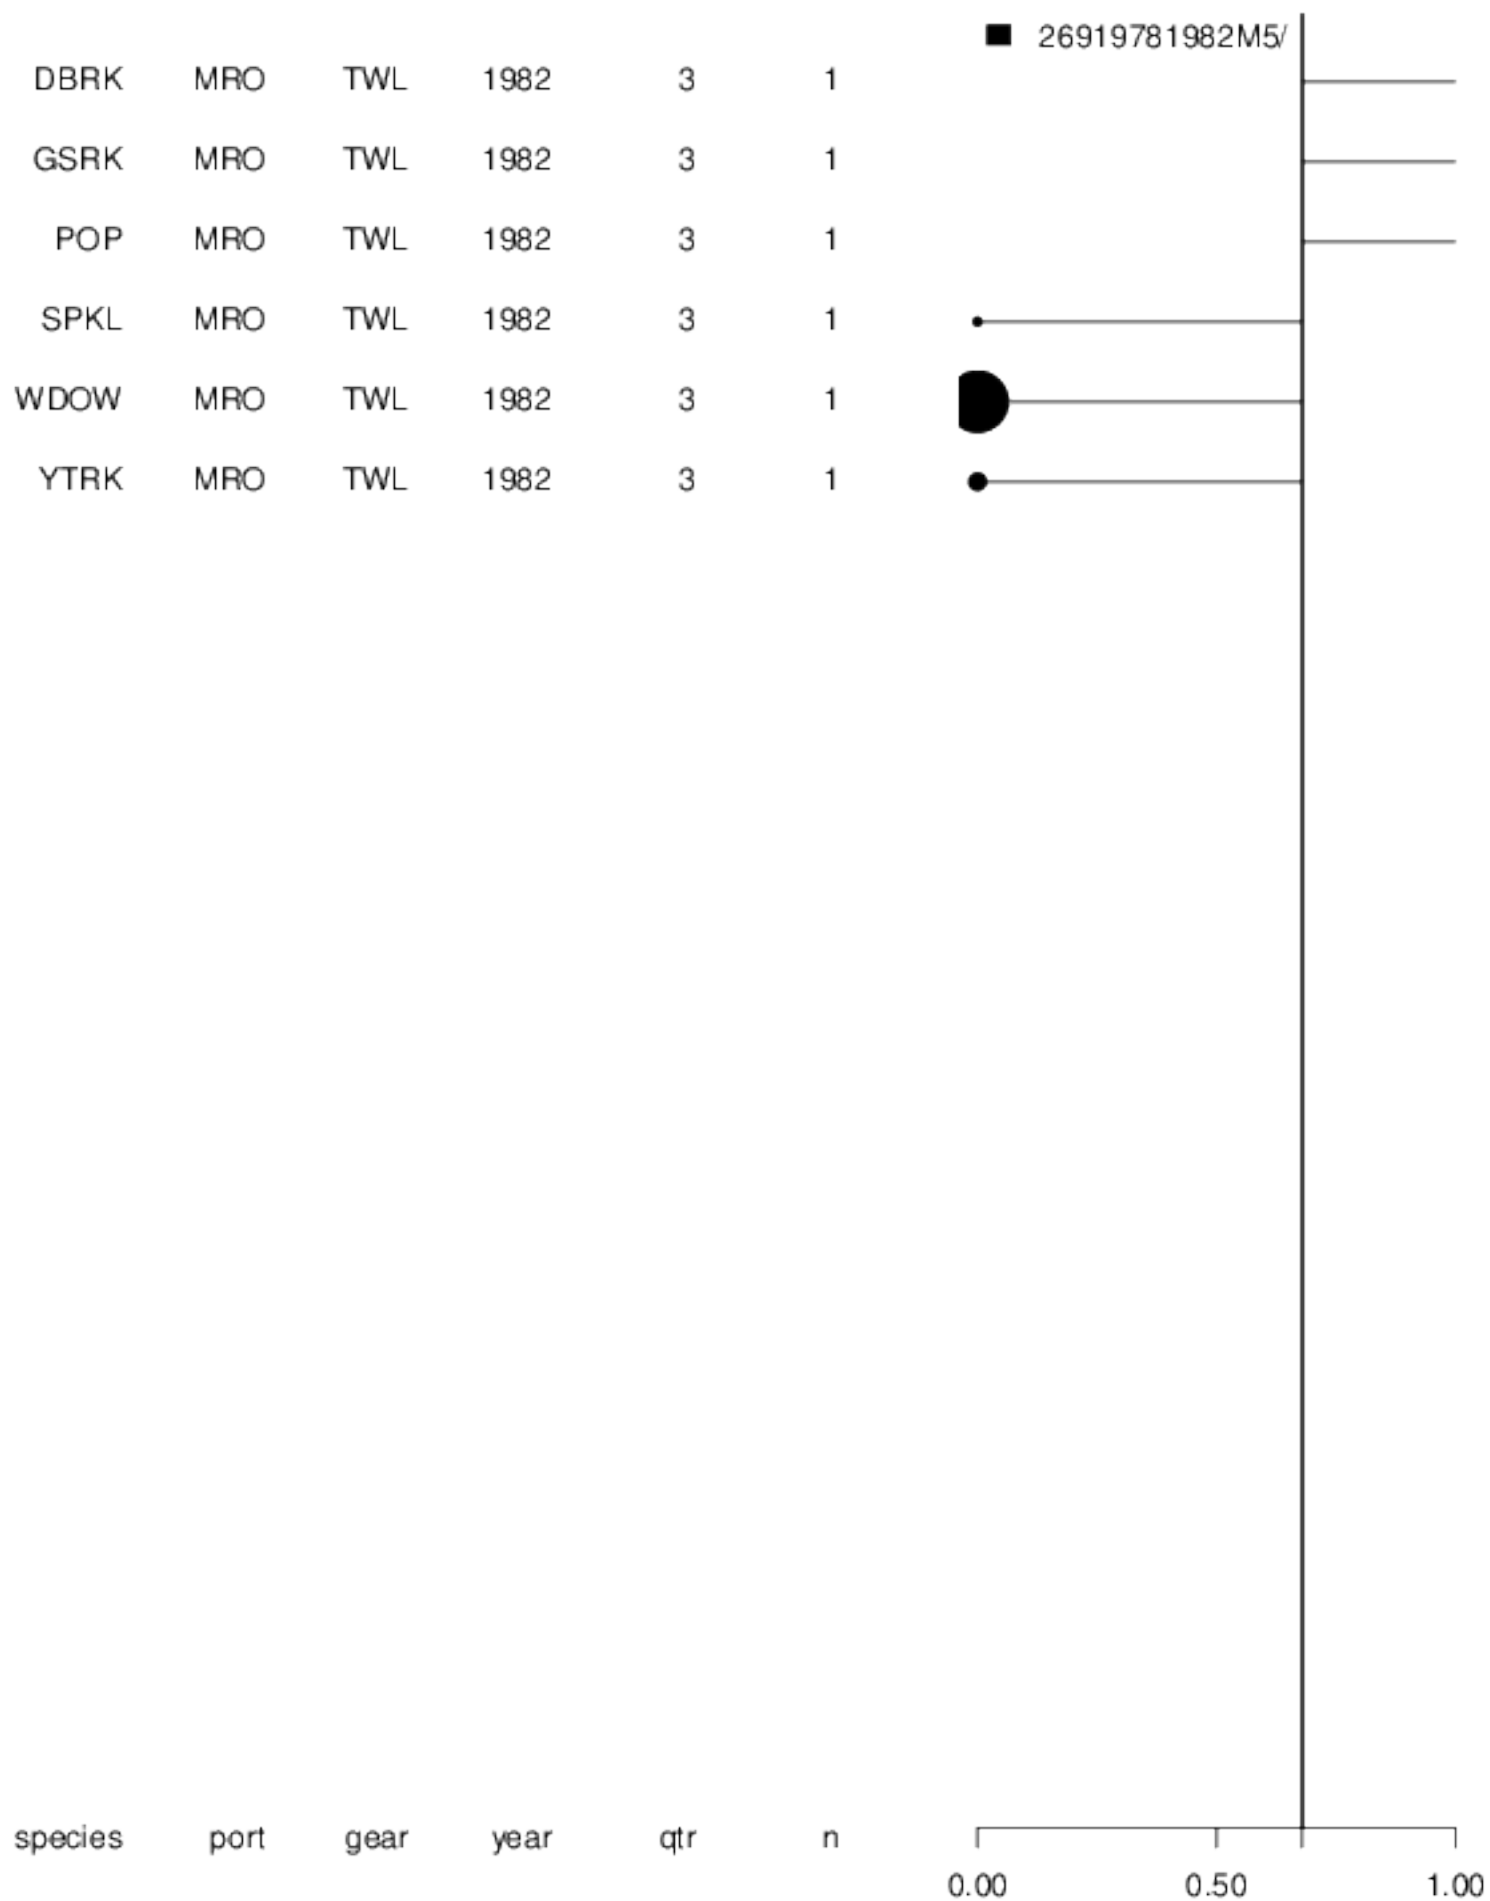 26919781982M5/
DBRK MRO TWL 1982 3 1
GSRK MRO TWL 1982 3 1
POP MRO TWL 1982 3 1
SPKL MRO TWL 1982 3 1
WDOW MRO TWL 1982 3 1
YTRK MRO TWL 1982 3 1
species port gear year qtr n
0.00 0.50 1.00